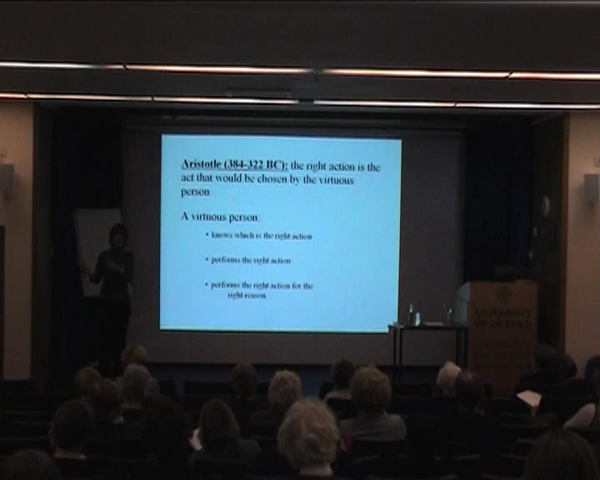 Aristotle (384-322 BC): the right action is the
act that would be chosen by the virtuous
person
A virtuous person:
• knows which is the right action
• performs the right action
• performs the right action for the
right reason
UNIVERSITY
OF OXFORD